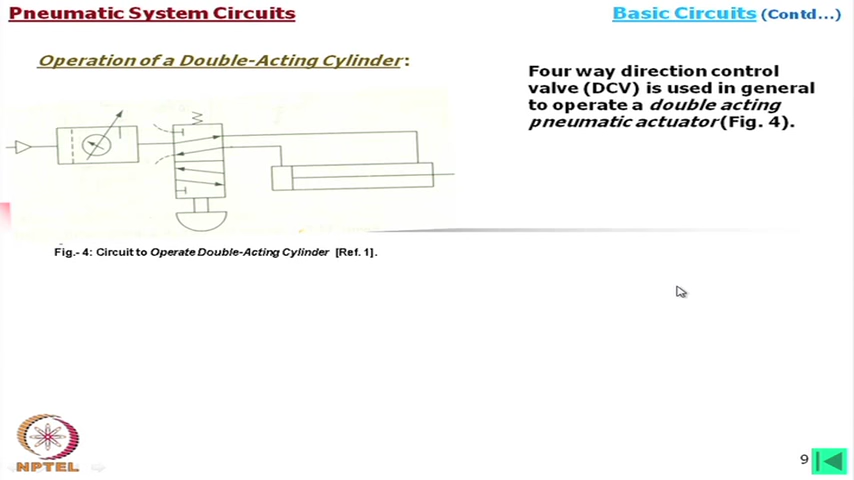 Pneumatic System Circuits
Basic Circuits (Contd...)
Operation of a Double-Acting Cylinder:
Four way direction control
valve (DCV) is used in general
to operate a double acting
pneumatic actuator (Fig. 4).
Fig.- 4: Circuit to Operate Double-Acting Cylinder [Ref. 1].
NPTEL
9